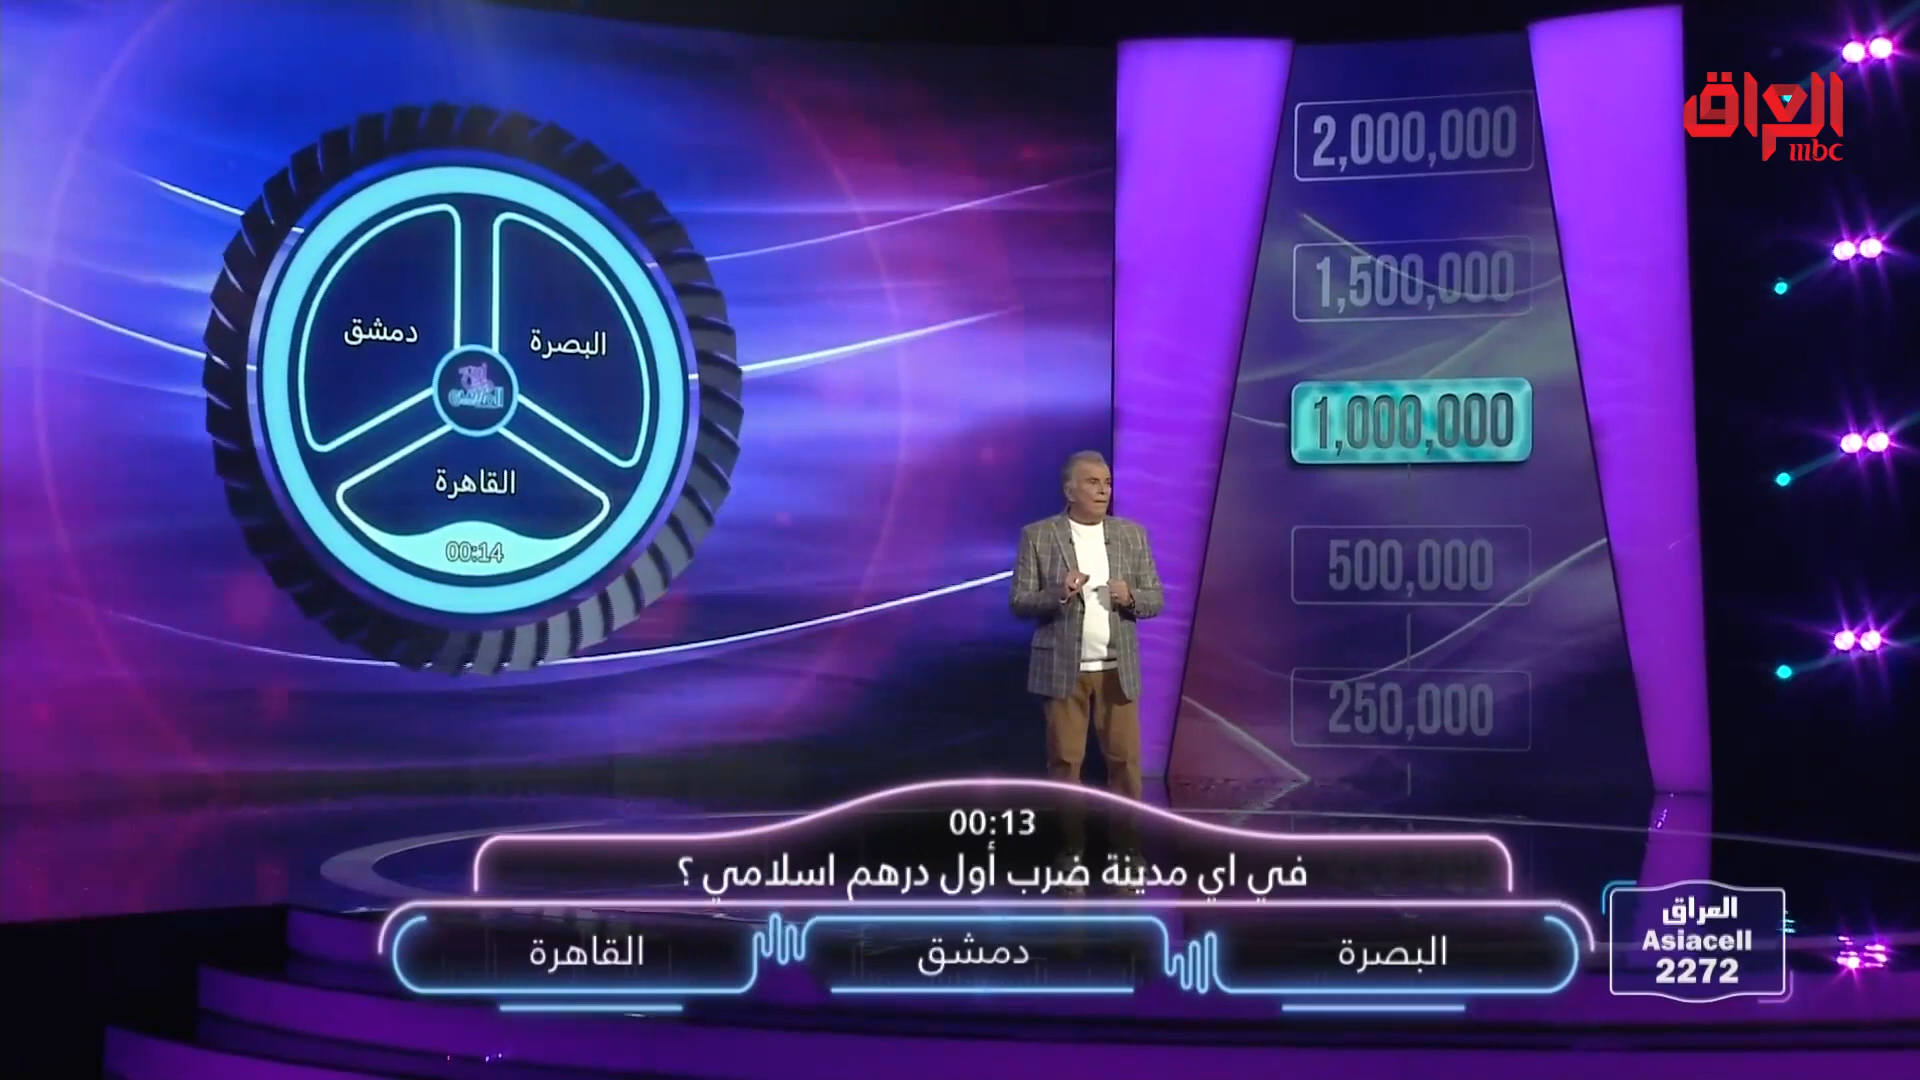 العراق
mbc
2,000,000
1,500,000
1,000,000
500,000
250,000
البصرة
دمشق
القاهرة
00:14
00:13
في اي مدينة ضرب أول درهم اسلامي ؟
البصرة
دمشق
القاهرة
العراق
Asiacell
2272